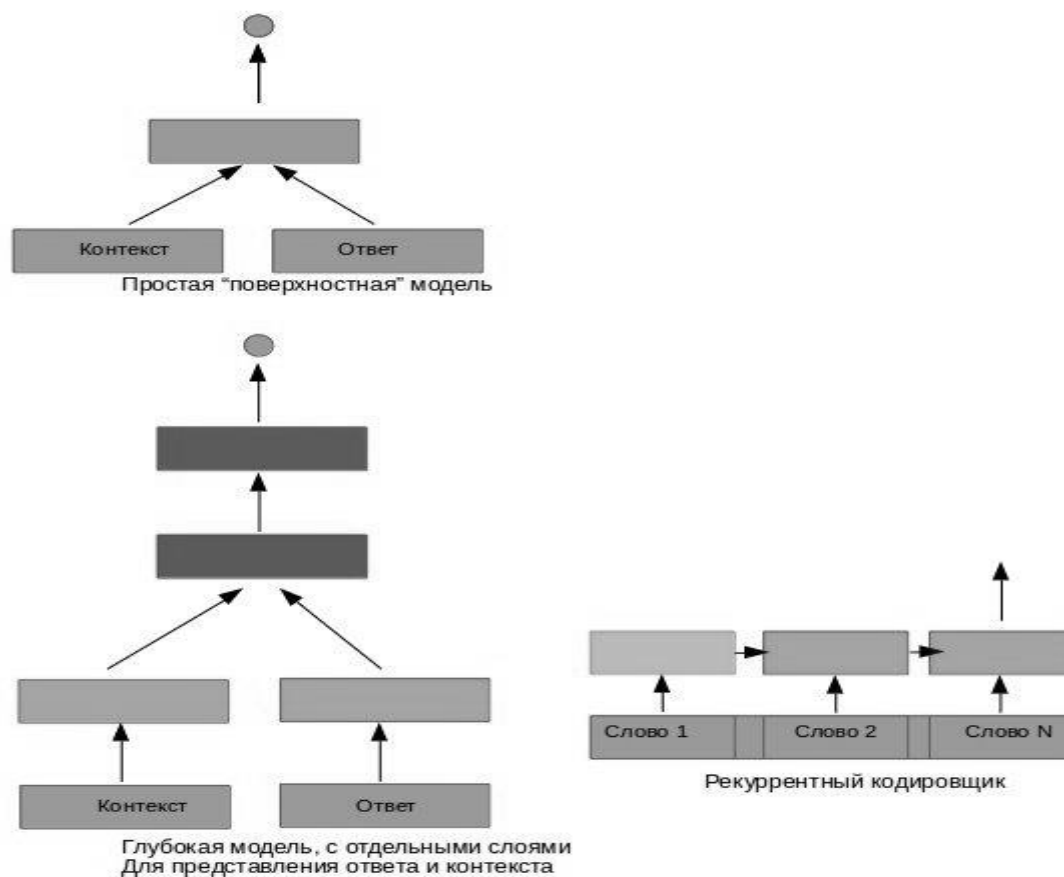 Контекст
Ответ
Простая “поверхностная” модель
Контекст
Ответ
Глубокая модель, с отдельными слоями
Для представления ответа и контекста
Слово 1
Слово 2
Слово N
Рекуррентный кодировщик